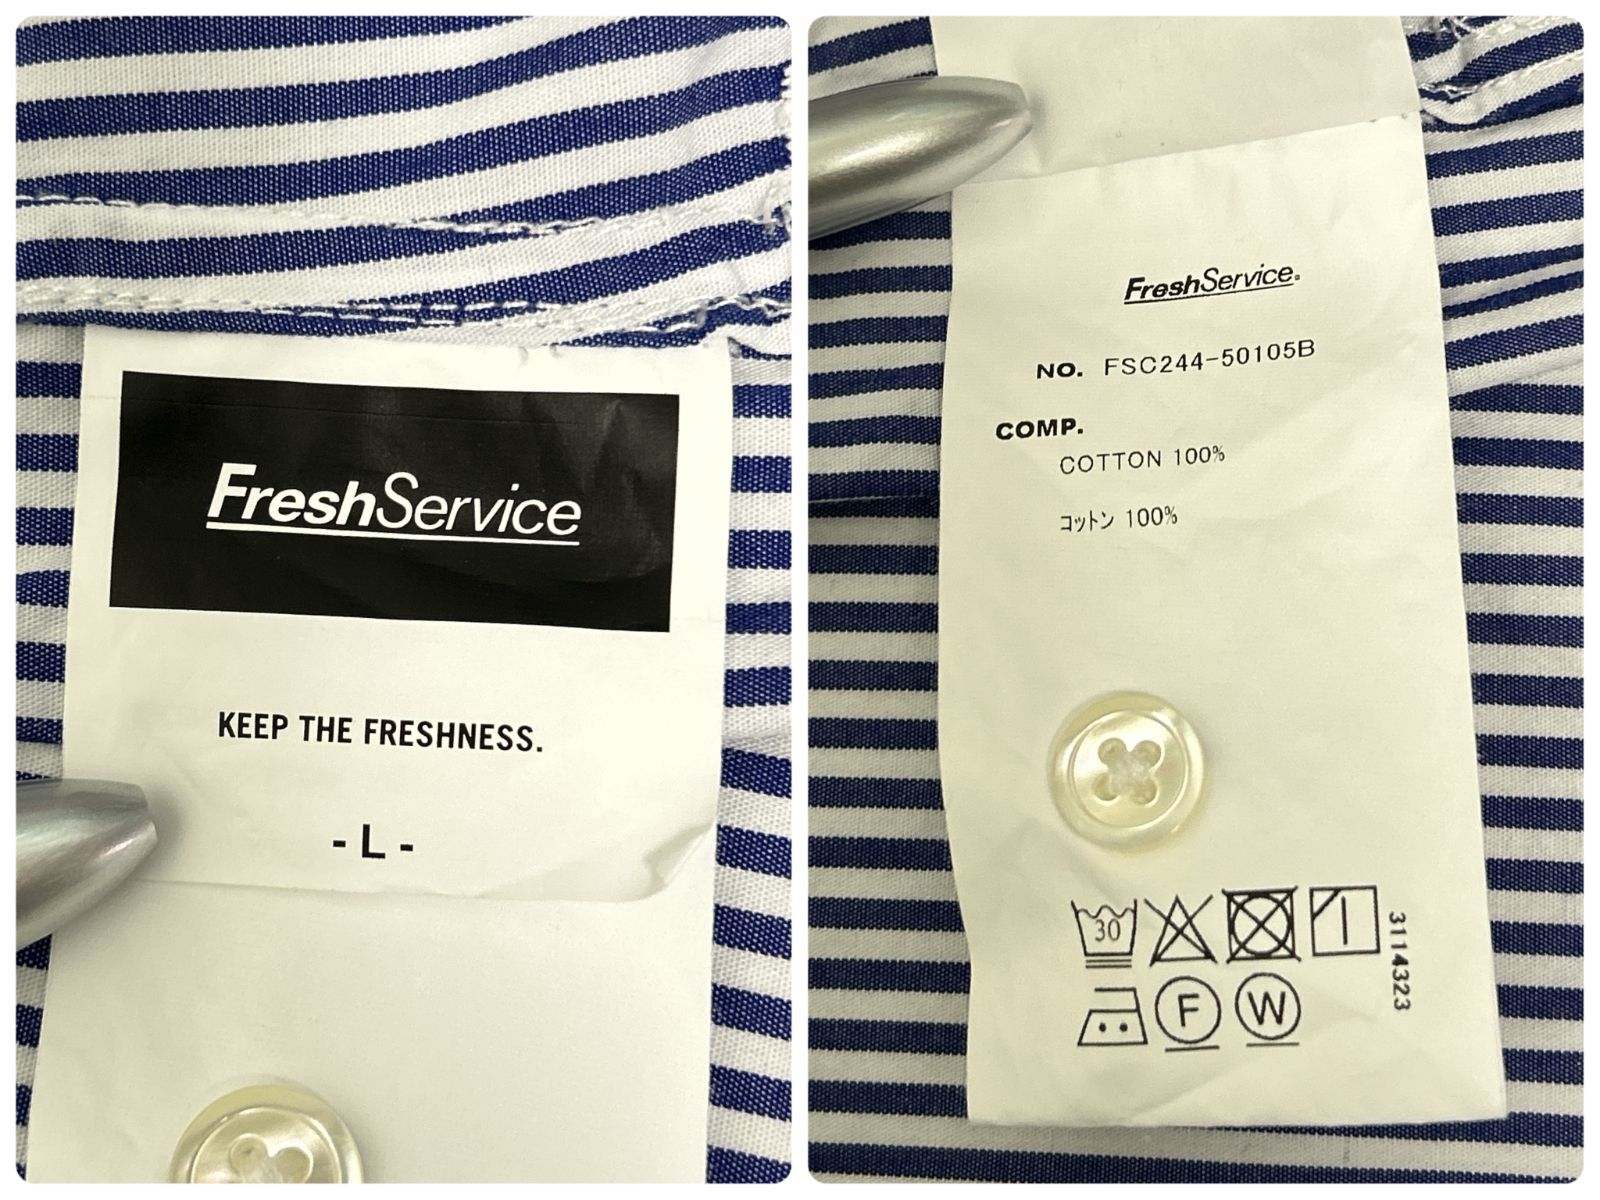 FreshService
KEEP THE FRESHNESS.
- L -
FreshService®
NO. FSC244-50105B
COMP.
COTTON 100%
コットン 100%
30
F W
3114323